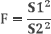 F = S1²/S2²